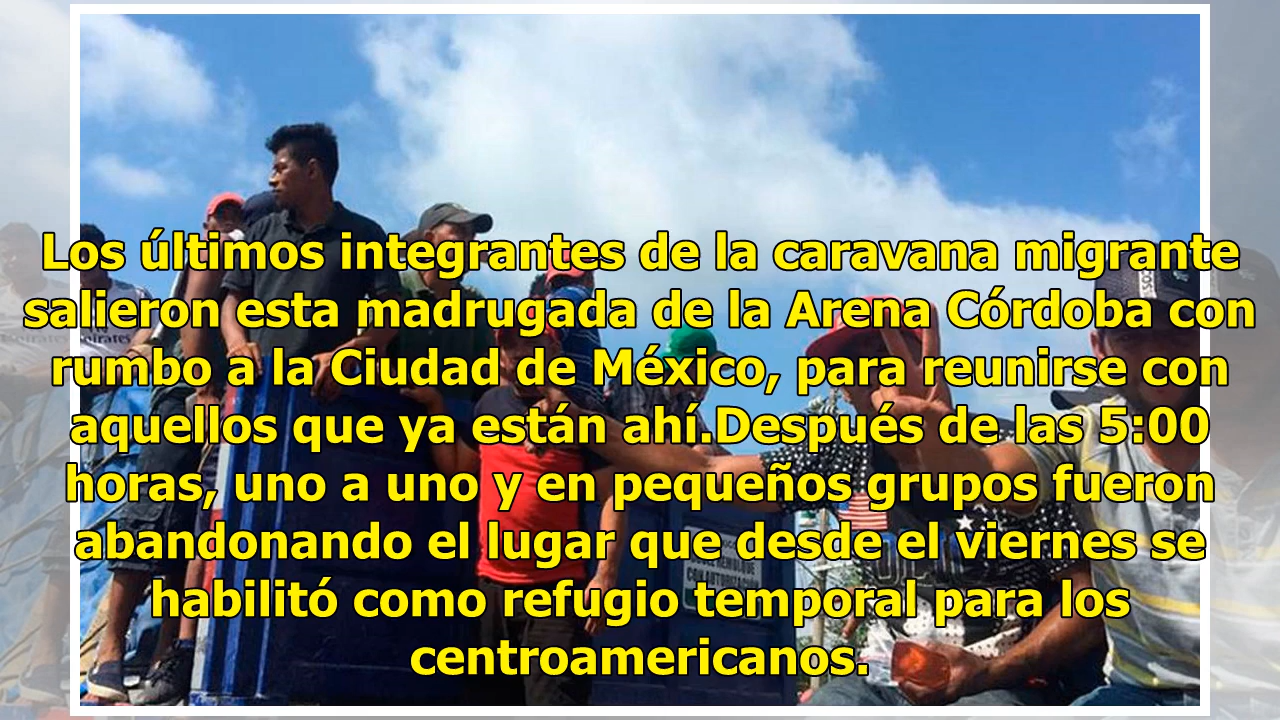 Los últimos integrantes de la caravana migrante
salieron esta madrugada de la Arena Córdoba con
rumbo a la Ciudad de México, para reunirse con
aquellos que ya están ahí.Después de las 5:00
horas, uno a uno y en pequeños grupos fueron
abandonando el lugar que desde el viernes se
habilitó como refugio temporal para los
centroamericanos.